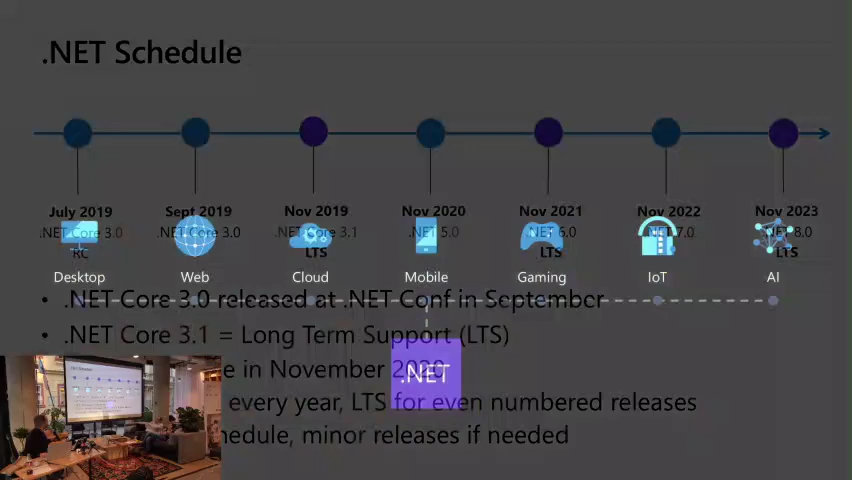 .NET Schedule
July 2019 Sept 2019 Nov 2019 Nov 2020 Nov 2021 Nov 2022 Nov 2023
.NET Core 3.0 .NET Core 3.0 .NET Core 3.1 .NET 5.0 .NET 6.0 .NET 7.0 .NET 8.0
RC LTS LTS LTS
Desktop Web Cloud Mobile Gaming IoT AI
• .NET Core 3.0 released at .NET Conf in September
• .NET Core 3.1 = Long Term Support (LTS)
e in November 2020
.NET
every year, LTS for even numbered releases
hedule, minor releases if needed